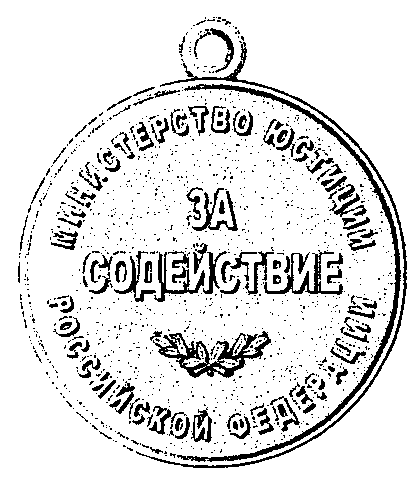 МИНИСТЕРСТВО ЮСТИЦИИ
ЗА
СОДЕЙСТВИЕ
РОССИЙСКОЙ ФЕДЕРАЦИИ